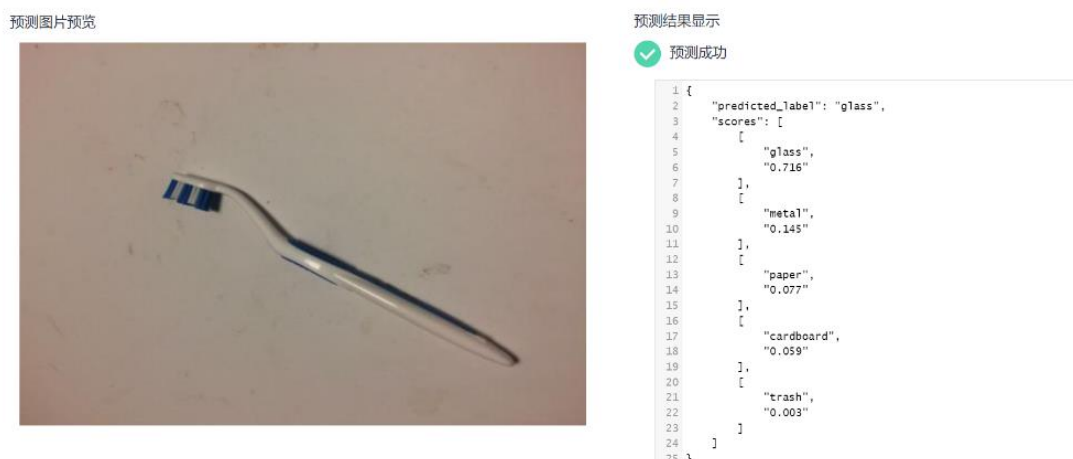 预测图片预览
预测结果显示
预测成功
1 {
2 "predicted_label": "glass",
3 "scores": [
4 [
5 "glass",
6 "0.716"
7 ],
8 [
9 "metal",
10 "0.145"
11 ],
12 [
13 "paper",
14 "0.077"
15 ],
16 [
17 "cardboard",
18 "0.059"
19 ],
20 [
21 "trash",
22 "0.003"
23 ]
24 ]
25 }